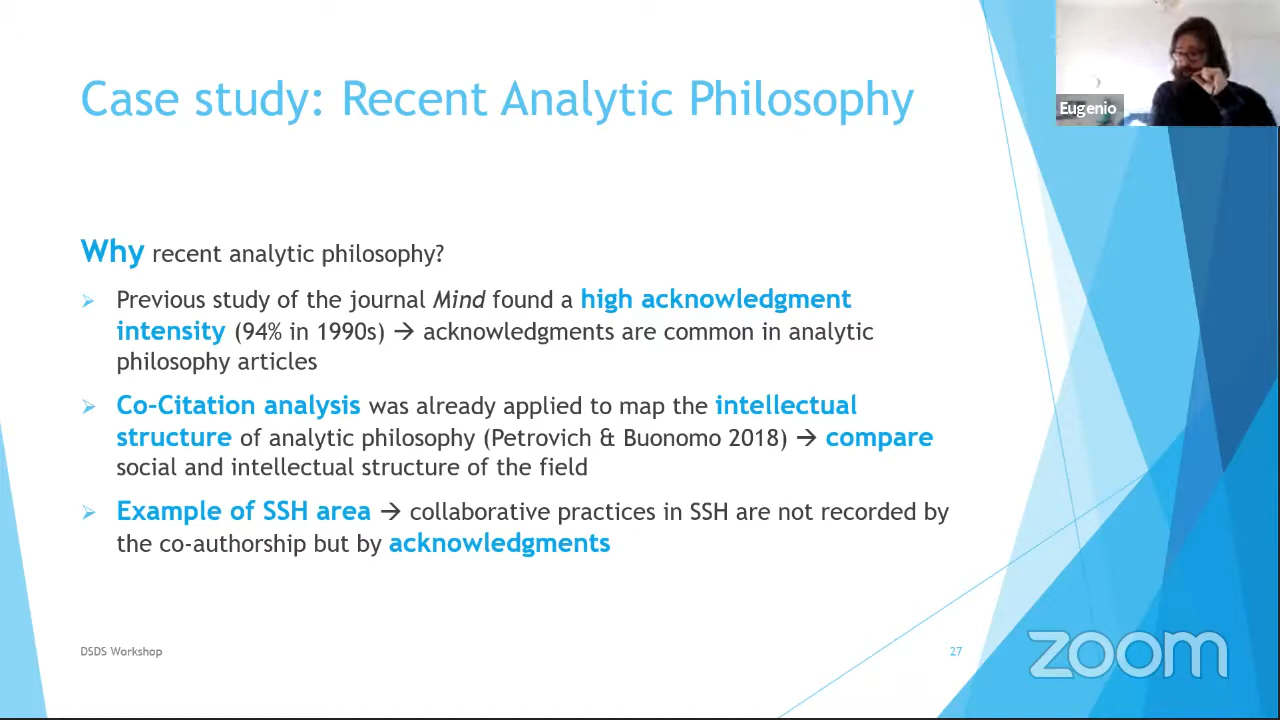 Case study: Recent Analytic Philosophy
Eugenio
Why recent analytic philosophy?
Previous study of the journal Mind found a high acknowledgment
intensity (94% in 1990s) → acknowledgments are common in analytic
philosophy articles
Co-Citation analysis was already applied to map the intellectual
structure of analytic philosophy (Petrovich & Buonomo 2018) → compare
social and intellectual structure of the field
Example of SSH area → collaborative practices in SSH are not recorded by
the co-authorship but by acknowledgments
DSDS Workshop
27
zoom